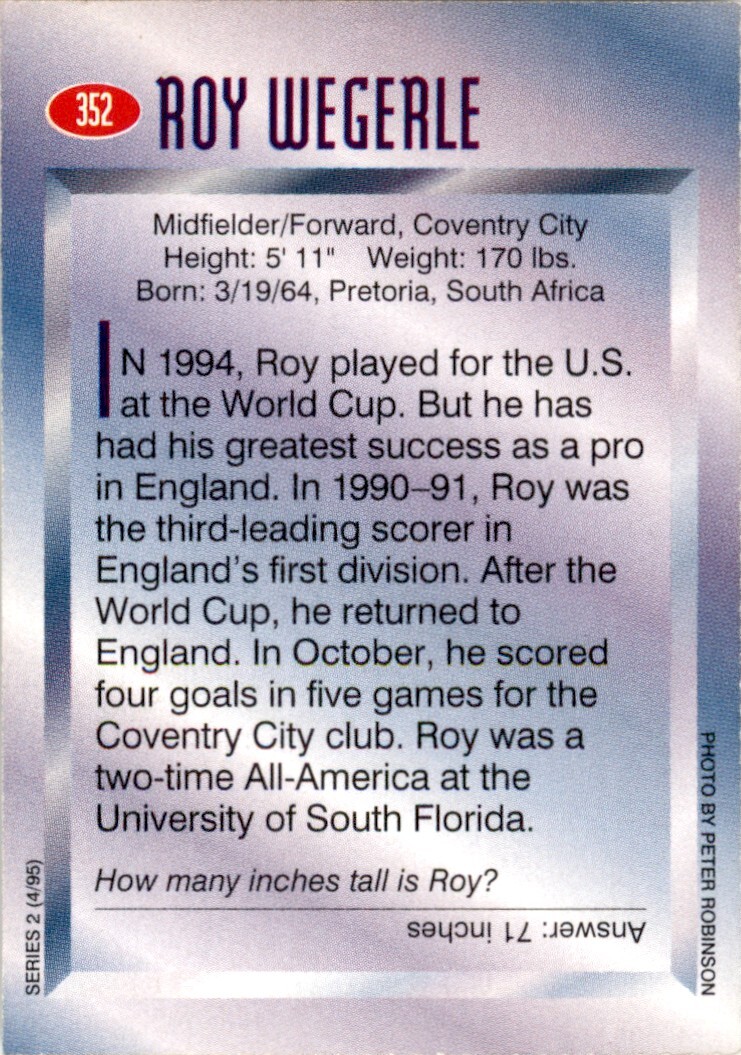 352 ROY WEGERLE
Midfielder/Forward, Coventry City
Height: 5' 11" Weight: 170 lbs.
Born: 3/19/64, Pretoria, South Africa
IN 1994, Roy played for the U.S.
at the World Cup. But he has
had his greatest success as a pro
in England. In 1990–91, Roy was
the third-leading scorer in
England's first division. After the
World Cup, he returned to
England. In October, he scored
four goals in five games for the
Coventry City club. Roy was a
two-time All-America at the
University of South Florida.
How many inches tall is Roy?
Answer: 71 inches
SERIES 2 (4/95)
PHOTO BY PETER ROBINSON